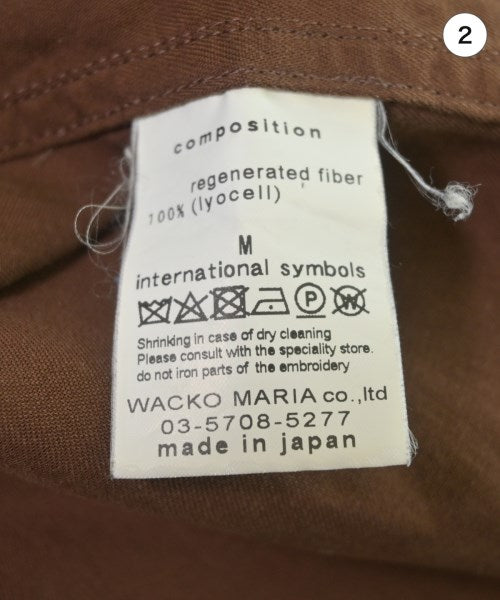 2
composition
regenerated fiber
100% (lyocell)
M
international symbols
P W
Shrinking in case of dry cleaning
Please consult with the speciality store.
do not iron parts of the embroidery
WACKO MARIA co.,ltd
03-5708-5277
made in japan